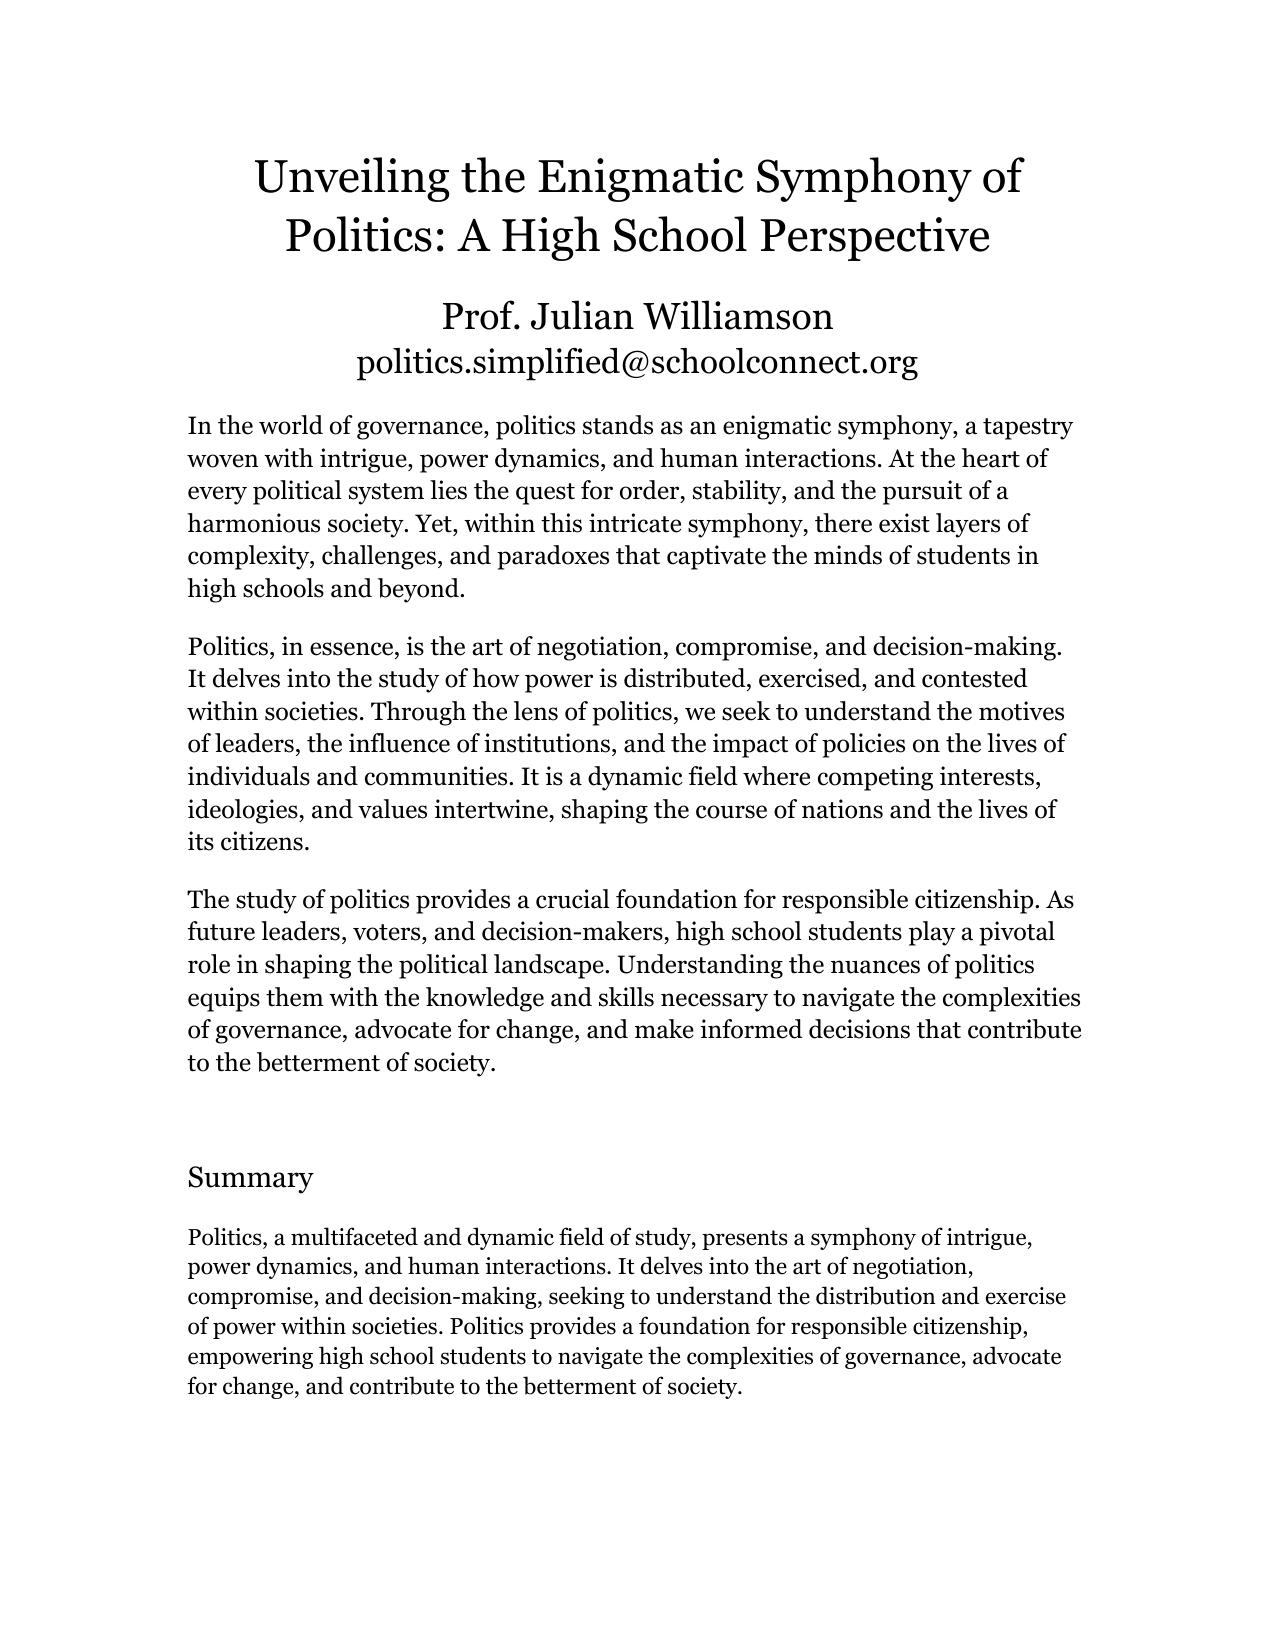 Unveiling the Enigmatic Symphony of
Politics: A High School Perspective
Prof. Julian Williamson
politics.simplified@schoolconnect.org
In the world of governance, politics stands as an enigmatic symphony, a tapestry
woven with intrigue, power dynamics, and human interactions. At the heart of
every political system lies the quest for order, stability, and the pursuit of a
harmonious society. Yet, within this intricate symphony, there exist layers of
complexity, challenges, and paradoxes that captivate the minds of students in
high schools and beyond.
Politics, in essence, is the art of negotiation, compromise, and decision-making.
It delves into the study of how power is distributed, exercised, and contested
within societies. Through the lens of politics, we seek to understand the motives
of leaders, the influence of institutions, and the impact of policies on the lives of
individuals and communities. It is a dynamic field where competing interests,
ideologies, and values intertwine, shaping the course of nations and the lives of
its citizens.
The study of politics provides a crucial foundation for responsible citizenship. As
future leaders, voters, and decision-makers, high school students play a pivotal
role in shaping the political landscape. Understanding the nuances of politics
equips them with the knowledge and skills necessary to navigate the complexities
of governance, advocate for change, and make informed decisions that contribute
to the betterment of society.
Summary
Politics, a multifaceted and dynamic field of study, presents a symphony of intrigue,
power dynamics, and human interactions. It delves into the art of negotiation,
compromise, and decision-making, seeking to understand the distribution and exercise
of power within societies. Politics provides a foundation for responsible citizenship,
empowering high school students to navigate the complexities of governance, advocate
for change, and contribute to the betterment of society.